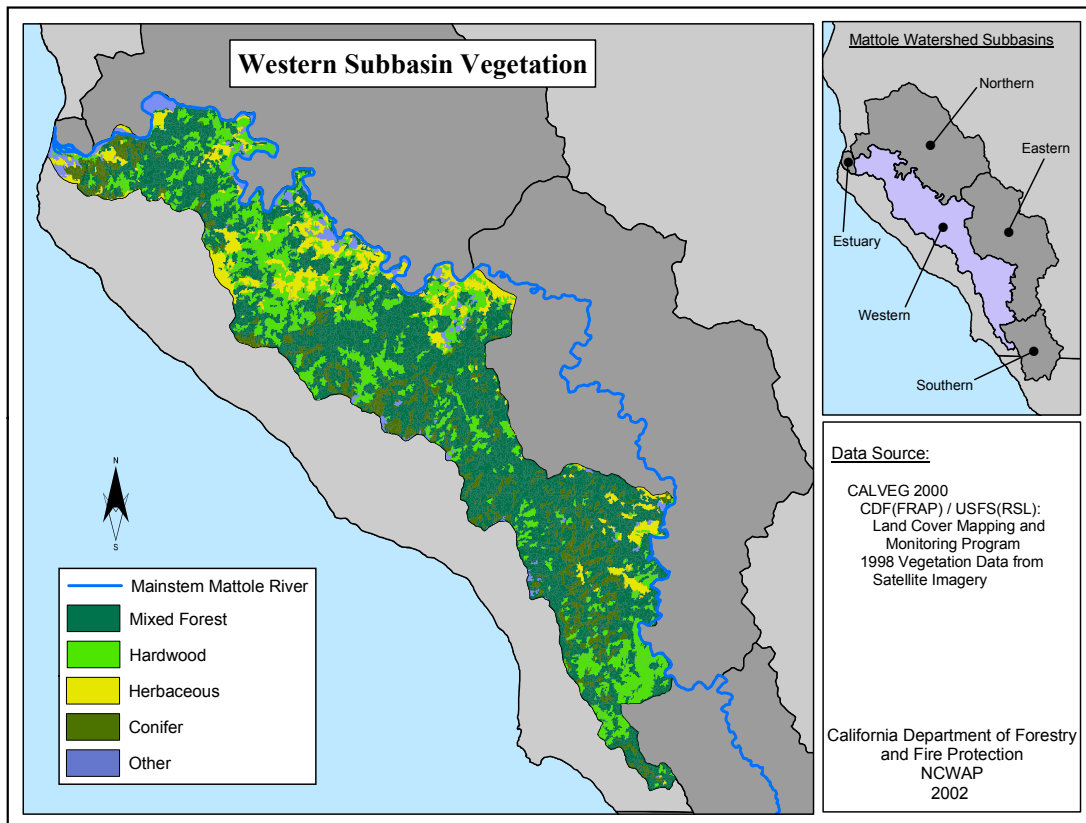 Western Subbasin Vegetation
N
S
Mainstem Mattole River
Mixed Forest
Hardwood
Herbaceous
Conifer
Other
Mattole Watershed Subbasins
Northern
Eastern
Estuary
Western
Southern
Data Source:
CALVEG 2000
CDF(FRAP) / USFS(RSL):
Land Cover Mapping and
Monitoring Program
1998 Vegetation Data from
Satellite Imagery
California Department of Forestry
and Fire Protection
NCWAP
2002